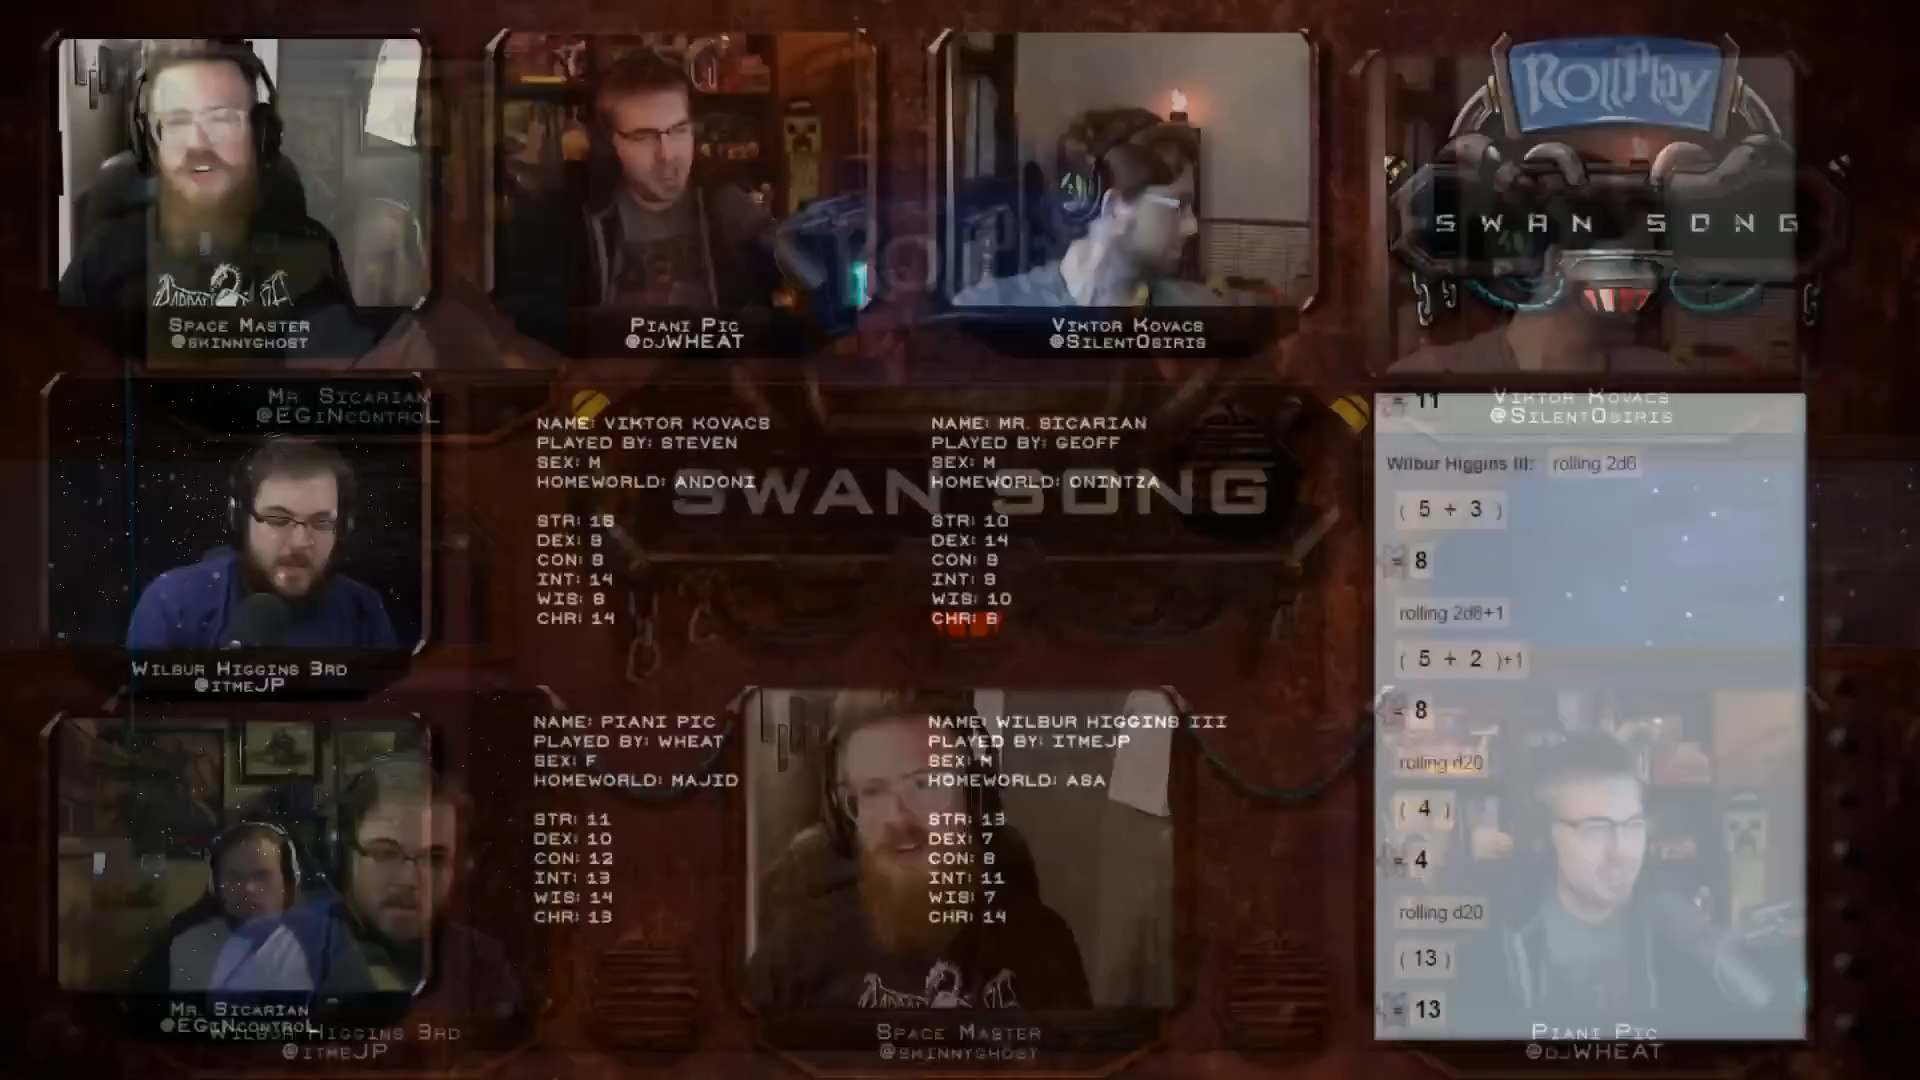 RollPlay
SWAN SONG
Space Master
@skinnyghost
Piani Pic
@djWHEAT
Viktor Kovacs
@SilentOsiris
Mr. Sicarian
@EGiNcontroL
Viktor Kovacs
@SilentOsiris
Wilbur Higgins 3rd
@itmeJP
SWAN SONG
NAME: VIKTOR KOVACS
PLAYED BY: STEVEN
SEX: M
HOMEWORLD: ANDONI
STR: 18
DEX: 9
CON: 9
INT: 14
WIS: 8
CHR: 14
NAME: MR. SICARIAN
PLAYED BY: GEOFF
SEX: M
HOMEWORLD: ONINTZA
STR: 10
DEX: 14
CON: 9
INT: 9
WIS: 10
CHR: 8
NAME: PIANI PIC
PLAYED BY: WHEAT
SEX: F
HOMEWORLD: MAJID
STR: 11
DEX: 10
CON: 12
INT: 13
WIS: 14
CHR: 13
NAME: WILBUR HIGGINS III
PLAYED BY: ITMEJP
SEX: M
HOMEWORLD: ASA
STR: 13
DEX: 7
CON: 8
INT: 11
WIS: 7
CHR: 14
= 11
Wilbur Higgins III: rolling 2d6
( 5 + 3 )
= 8
rolling 2d6+1
( 5 + 2 )+1
= 8
rolling d20
( 4 )
= 4
rolling d20
( 13 )
= 13
Mr. Sicarian
@EGiNcontroL
Wilbur Higgins 3rd
@itmeJP
Space Master
@skinnyghost
Piani Pic
@djWHEAT